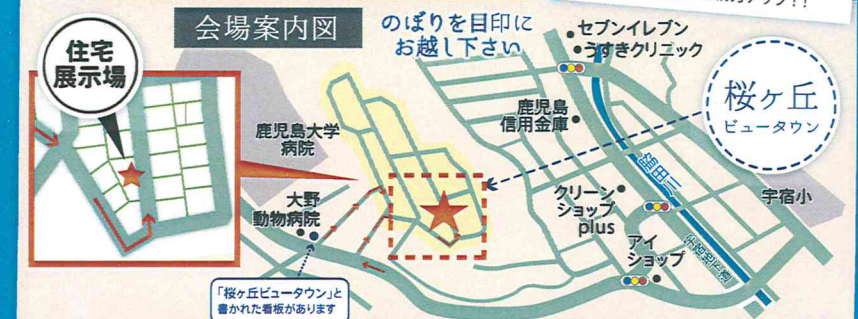 会場案内図
のぼりを目印に
お越し下さい
住宅
展示場
セブンイレブン
うすきクリニック
桜ヶ丘
ビュータウン
鹿児島
信用金庫
鹿児島大学
病院
脇田川
宇宿小
大野
動物病院
クリーン
ショップ
plus
アイ
ショップ
「桜ヶ丘ビュータウン」と
書かれた看板があります